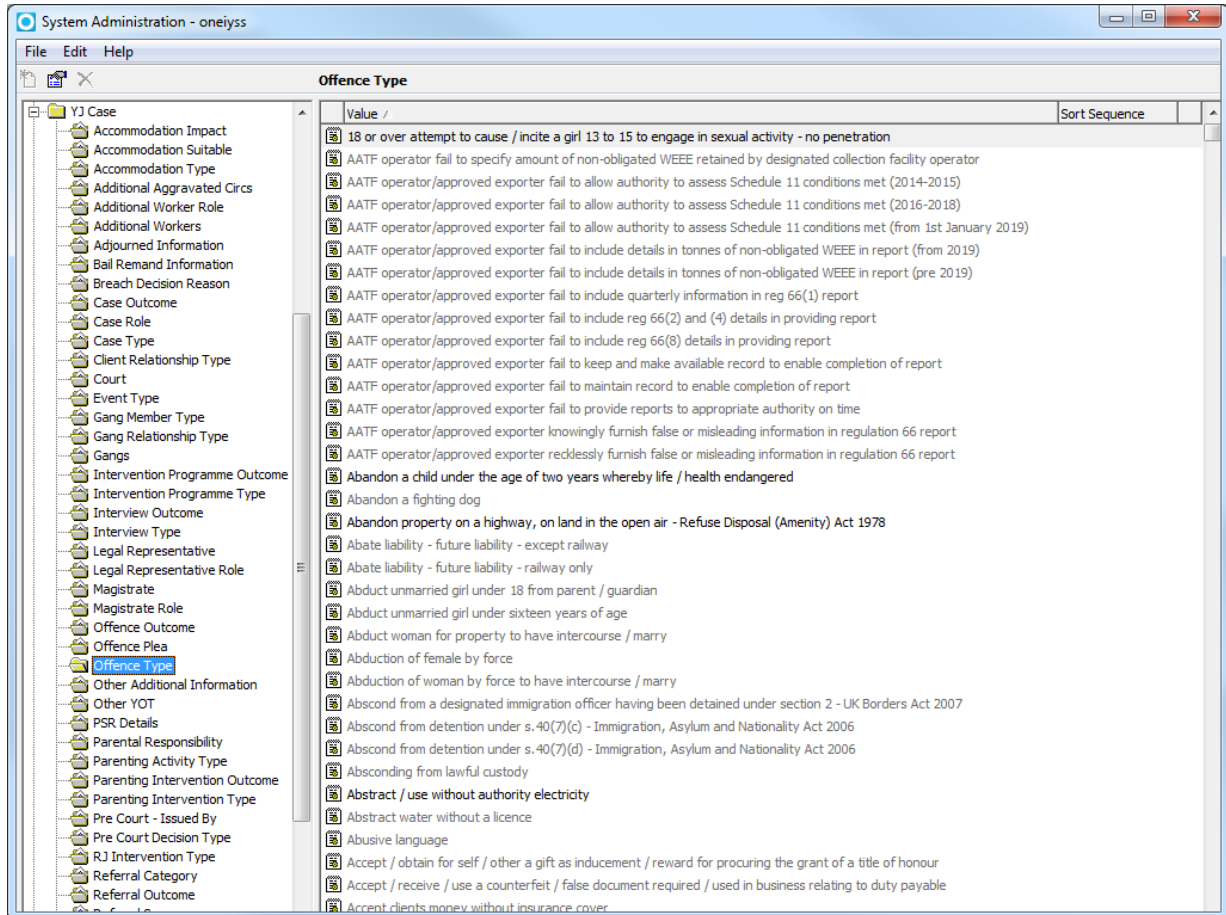 System Administration - oneiyss
File Edit Help
Offence Type
YJ Case
Accommodation Impact
Accommodation Suitable
Accommodation Type
Additional Aggravated Circs
Additional Worker Role
Additional Workers
Adjourned Information
Bail Remand Information
Breach Decision Reason
Case Outcome
Case Role
Case Type
Client Relationship Type
Court
Event Type
Gang Member Type
Gang Relationship Type
Gangs
Intervention Programme Outcome
Intervention Programme Type
Interview Outcome
Interview Type
Legal Representative
Legal Representative Role
Magistrate
Magistrate Role
Offence Outcome
Offence Plea
Offence Type
Other Additional Information
Other YOT
PSR Details
Parental Responsibility
Parenting Activity Type
Parenting Intervention Outcome
Parenting Intervention Type
Pre Court - Issued By
Pre Court Decision Type
RJ Intervention Type
Referral Category
Referral Outcome
Value Sort Sequence
18 or over attempt to cause / incite a girl 13 to 15 to engage in sexual activity - no penetration
AATF operator fail to specify amount of non-obligated WEEE retained by designated collection facility operator
AATF operator/approved exporter fail to allow authority to assess Schedule 11 conditions met (2014-2015)
AATF operator/approved exporter fail to allow authority to assess Schedule 11 conditions met (2016-2018)
AATF operator/approved exporter fail to allow authority to assess Schedule 11 conditions met (from 1st January 2019)
AATF operator/approved exporter fail to include details in tonnes of non-obligated WEEE in report (from 2019)
AATF operator/approved exporter fail to include details in tonnes of non-obligated WEEE in report (pre 2019)
AATF operator/approved exporter fail to include quarterly information in reg 66(1) report
AATF operator/approved exporter fail to include reg 66(2) and (4) details in providing report
AATF operator/approved exporter fail to include reg 66(8) details in providing report
AATF operator/approved exporter fail to keep and make available record to enable completion of report
AATF operator/approved exporter fail to maintain record to enable completion of report
AATF operator/approved exporter fail to provide reports to appropriate authority on time
AATF operator/approved exporter knowingly furnish false or misleading information in regulation 66 report
AATF operator/approved exporter recklessly furnish false or misleading information in regulation 66 report
Abandon a child under the age of two years whereby life / health endangered
Abandon a fighting dog
Abandon property on a highway, on land in the open air - Refuse Disposal (Amenity) Act 1978
Abate liability - future liability - except railway
Abate liability - future liability - railway only
Abduct unmarried girl under 18 from parent / guardian
Abduct unmarried girl under sixteen years of age
Abduct woman for property to have intercourse / marry
Abduction of female by force
Abduction of woman by force to have intercourse / marry
Abscond from a designated immigration officer having been detained under section 2 - UK Borders Act 2007
Abscond from detention under s.40(7)(c) - Immigration, Asylum and Nationality Act 2006
Abscond from detention under s.40(7)(d) - Immigration, Asylum and Nationality Act 2006
Absconding from lawful custody
Abstract / use without authority electricity
Abstract water without a licence
Abusive language
Accept / obtain for self / other a gift as inducement / reward for procuring the grant of a title of honour
Accept / receive / use a counterfeit / false document required / used in business relating to duty payable
Accept clients money without insurance cover